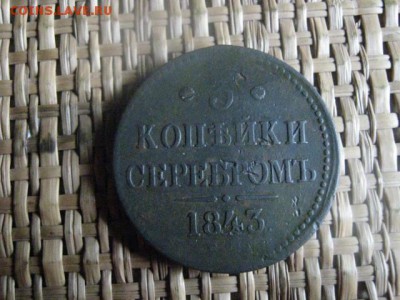 COINS.LAVE.RU
3
КОПѢЙКИ
СЕРЕБРОМЪ
1843